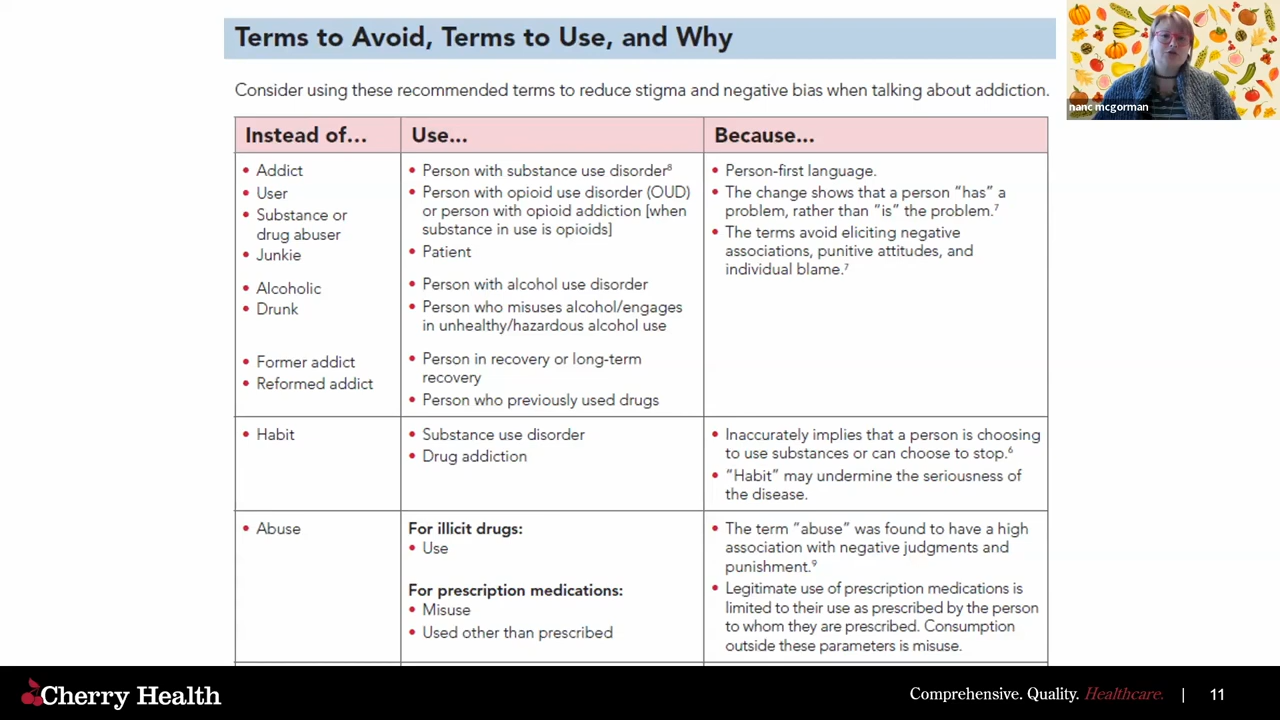 Terms to Avoid, Terms to Use, and Why
Consider using these recommended terms to reduce stigma and negative bias when talking about addiction.
Instead of...
Use...
Because...
• Addict
• User
• Substance or
drug abuser
• Junkie
• Alcoholic
• Drunk
• Former addict
• Reformed addict
• Person with substance use disorder⁸
• Person with opioid use disorder (OUD)
or person with opioid addiction [when
substance in use is opioids]
• Patient
• Person with alcohol use disorder
• Person who misuses alcohol/engages
in unhealthy/hazardous alcohol use
• Person in recovery or long-term
recovery
• Person who previously used drugs
• Person-first language.
• The change shows that a person “has” a
problem, rather than “is” the problem.⁷
• The terms avoid eliciting negative
associations, punitive attitudes, and
individual blame.⁷
• Habit
• Substance use disorder
• Drug addiction
• Inaccurately implies that a person is choosing
to use substances or can choose to stop.⁶
• “Habit” may undermine the seriousness of
the disease.
• Abuse
For illicit drugs:
• Use
For prescription medications:
• Misuse
• Used other than prescribed
• The term “abuse” was found to have a high
association with negative judgments and
punishment.⁹
• Legitimate use of prescription medications is
limited to their use as prescribed by the person
to whom they are prescribed. Consumption
outside these parameters is misuse.
nanc mcgorman
Cherry Health
Comprehensive. Quality. Healthcare. | 11